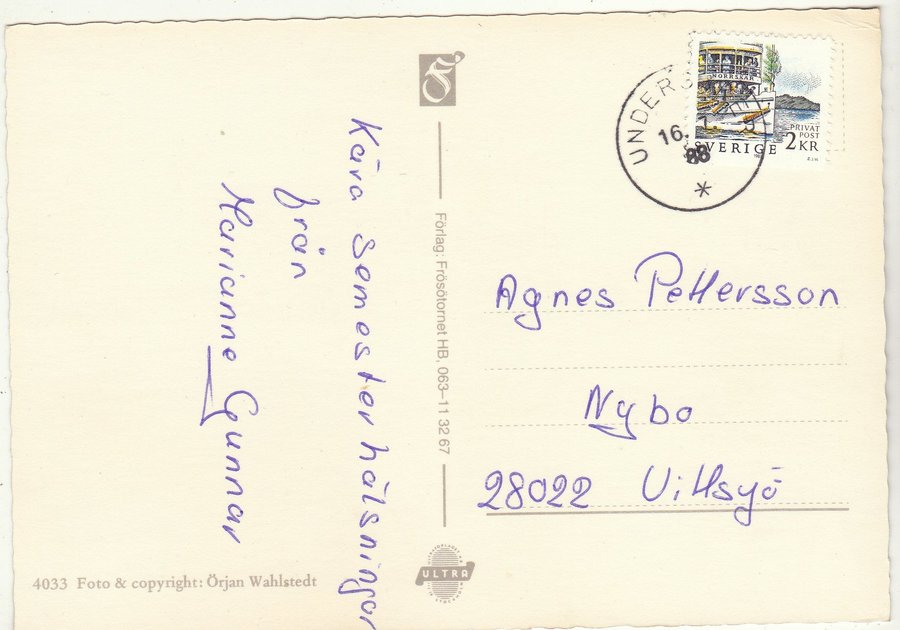 Kära semesterhälsningar
från
Marianne Gunnar
Förlag: Frösötornet HB, 063–11 32 67
4033 Foto & copyright: Örjan Wahlstedt
ULTRA
16. 7
88
NORRSKÄR
SVERIGE
PRIVAT
POST
2 KR
Agnes Pettersson
Nybo
28022 Vittsjö